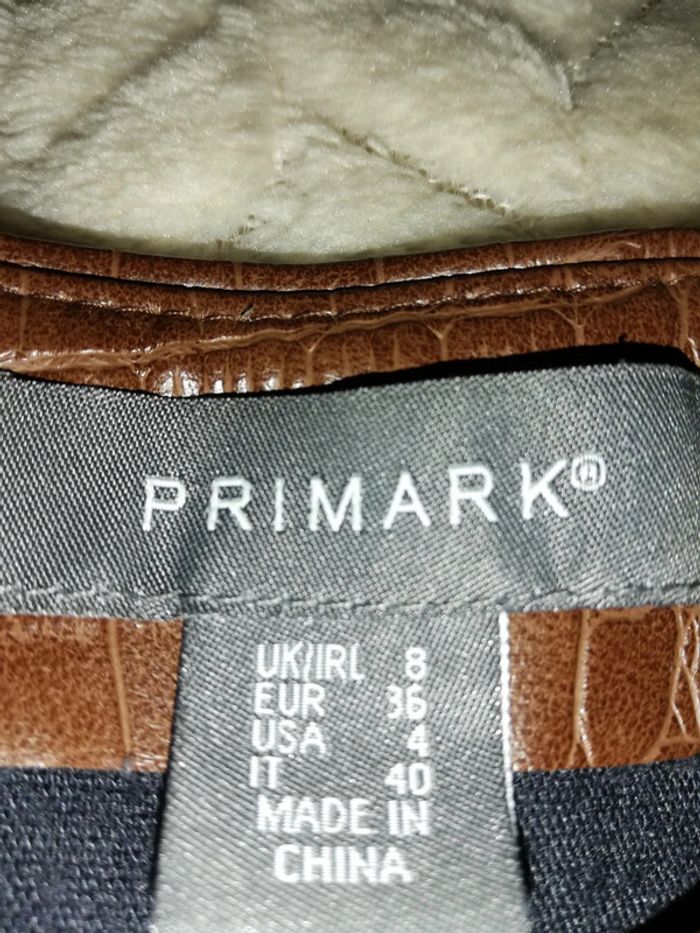 PRIMARK®
UK/IRL 8
EUR 36
USA 4
IT 40
MADE IN
CHINA